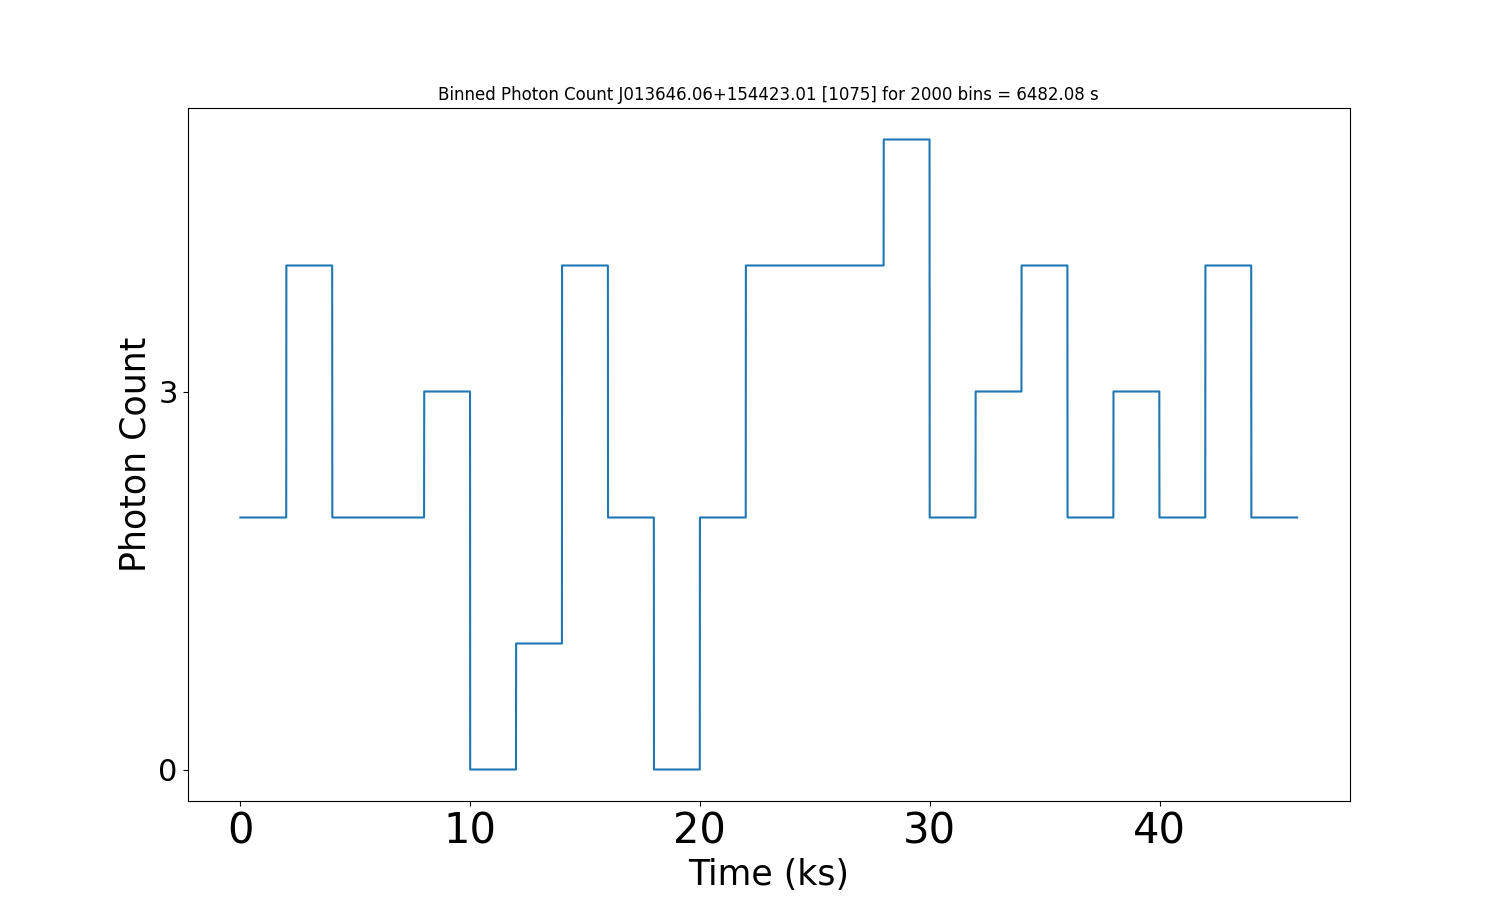 Binned Photon Count J013646.06+154423.01 [1075] for 2000 bins = 6482.08 s
Photon Count
3
0
0 10 20 30 40
Time (ks)